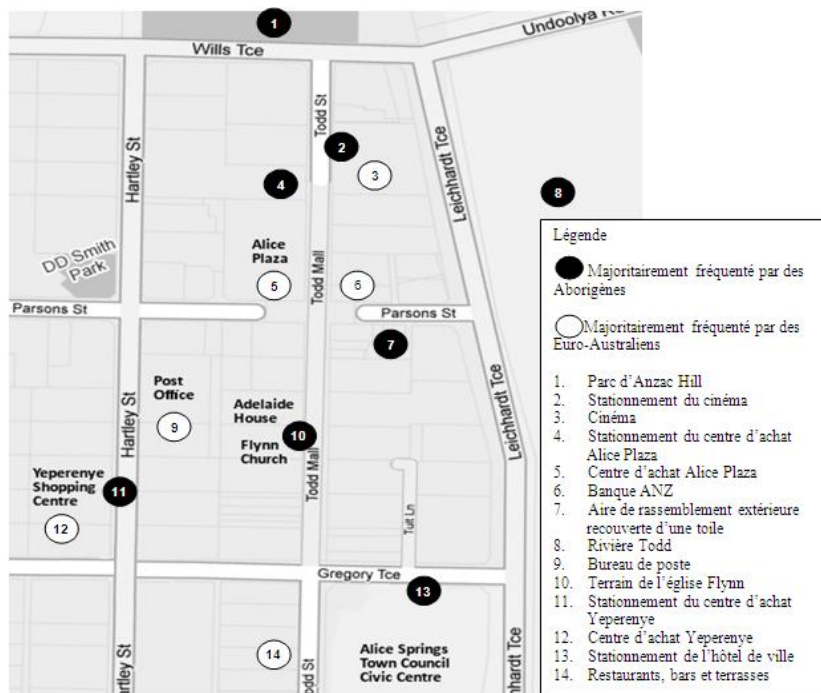 1
Undoolya Rd
Wills Tce
Todd St
Hartley St
2
3
4
Leichhardt Tce
8
Alice
Plaza
DD Smith
Park
5
Todd Mall
6
Parsons St
Parsons St
7
Post
Office
9
Adelaide
House
10
Flynn
Church
Hartley St
Todd Mall
Leichhardt Tce
Yeperenye
Shopping
Centre
11
12
Tuit Ln
Gregory Tce
13
14
Alice Springs
Town Council
Civic Centre
Hartley St
Todd St
Leichhardt Tce
Légende
Majoritairement fréquenté par des
Aborigènes
Majoritairement fréquenté par des
Euro-Australiens
1. Parc d'Anzac Hill
2. Stationnement du cinéma
3. Cinéma
4. Stationnement du centre d'achat
Alice Plaza
5. Centre d'achat Alice Plaza
6. Banque ANZ
7. Aire de rassemblement extérieure
recouverte d'une toile
8. Rivière Todd
9. Bureau de poste
10. Terrain de l'église Flynn
11. Stationnement du centre d'achat
Yeperenye
12. Centre d'achat Yeperenye
13. Stationnement de l'hôtel de ville
14. Restaurants, bars et terrasses